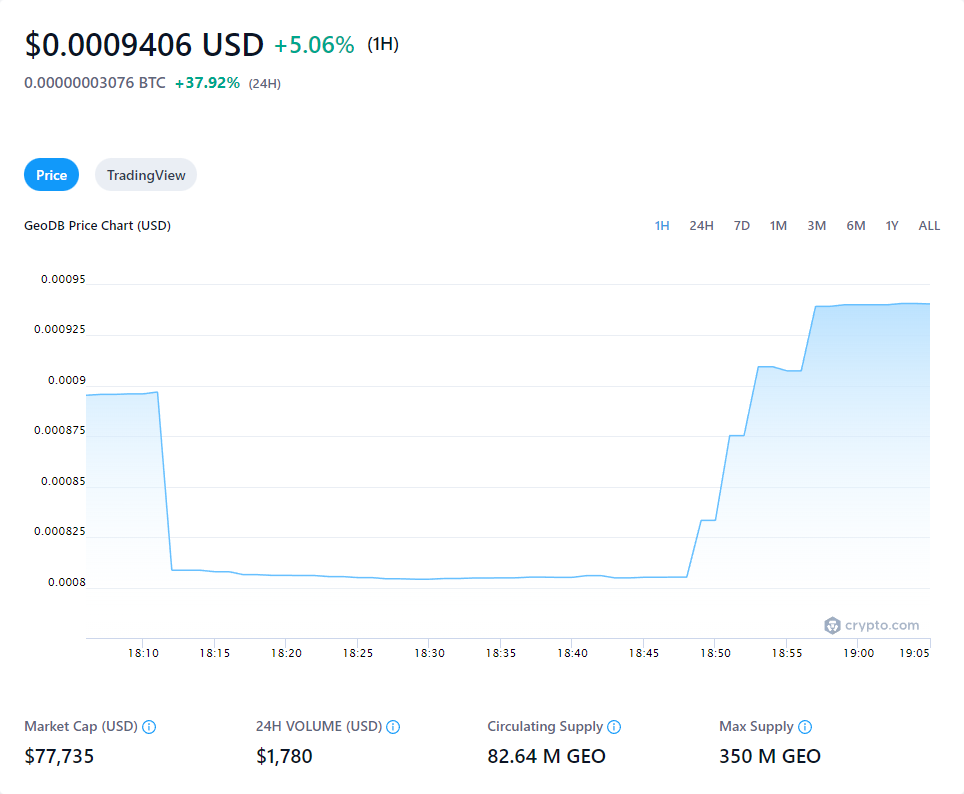 $0.0009406 USD +5.06% (1H)
0.00000003076 BTC +37.92% (24H)
Price TradingView
GeoDB Price Chart (USD) 1H 24H 7D 1M 3M 6M 1Y ALL
0.00095
0.000925
0.0009
0.000875
0.00085
0.000825
0.0008
crypto.com
18:10 18:15 18:20 18:25 18:30 18:35 18:40 18:45 18:50 18:55 19:00 19:05
Market Cap (USD) 24H VOLUME (USD) Circulating Supply Max Supply
$77,735 $1,780 82.64 M GEO 350 M GEO